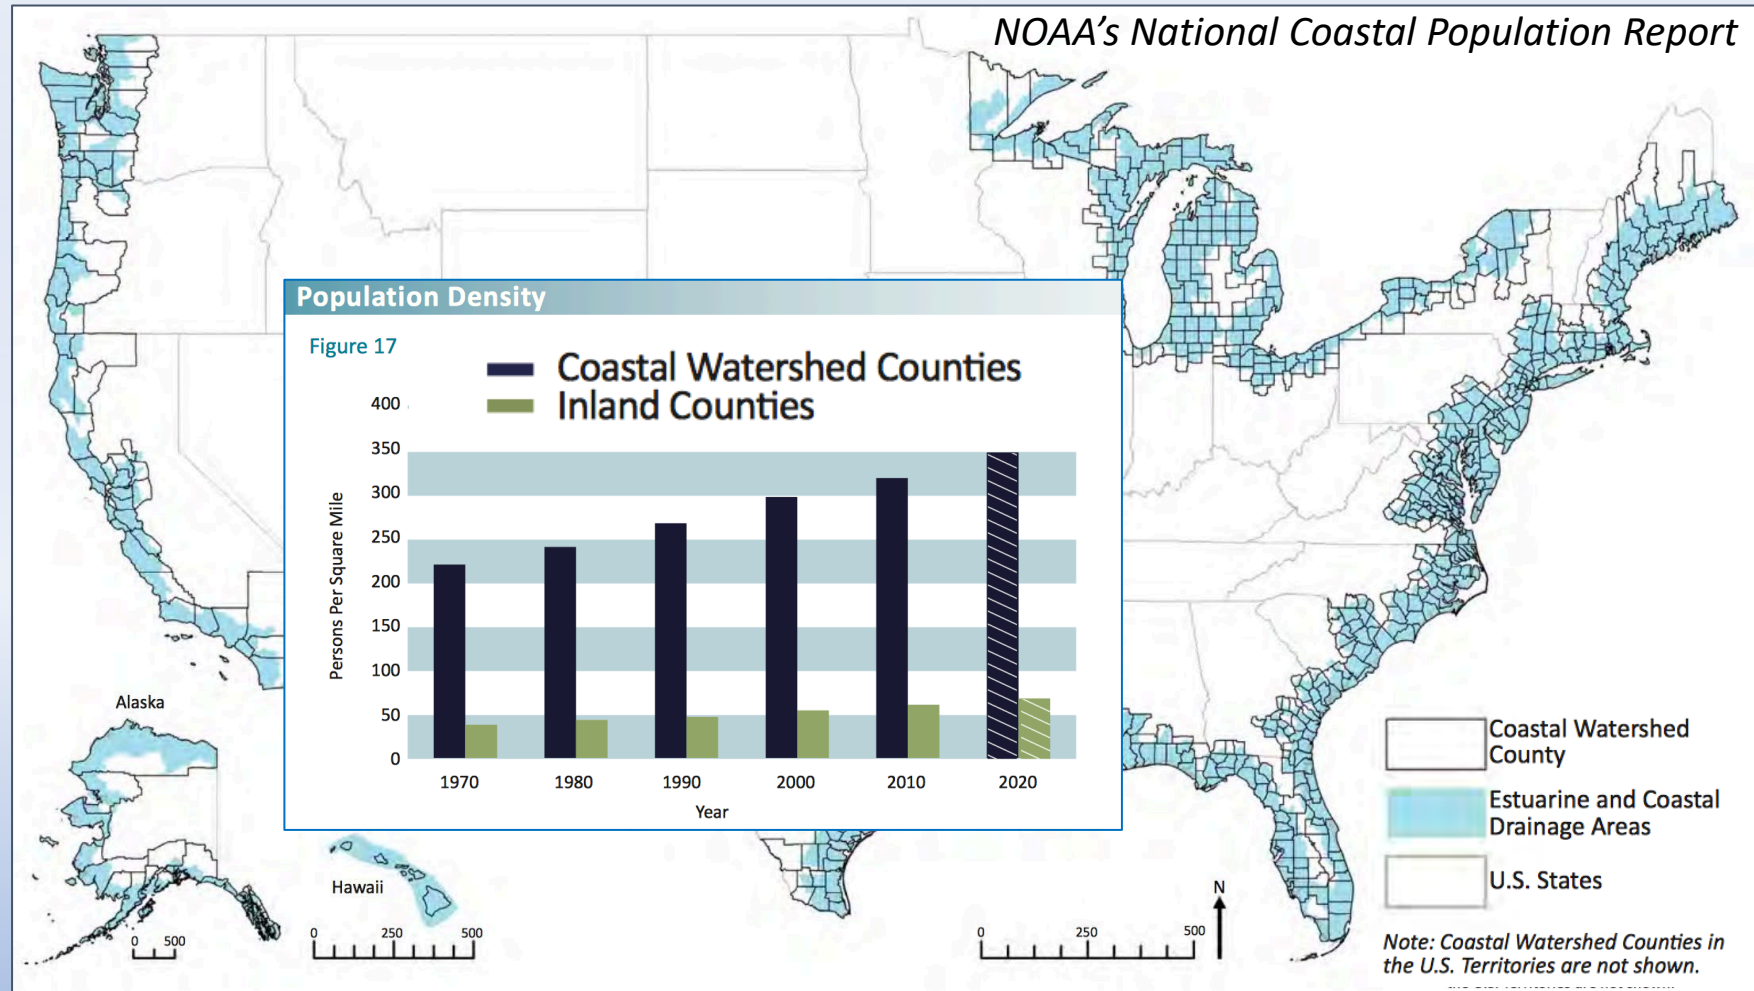 NOAA's National Coastal Population Report
Population Density
Figure 17
Coastal Watershed Counties
Inland Counties
400
350
300
250
200
150
100
50
0
Persons Per Square Mile
1970 1980 1990 2000 2010 2020
Year
Alaska
0 500
Hawaii
0 250 500
0 250 500
N
Coastal Watershed
County
Estuarine and Coastal
Drainage Areas
U.S. States
Note: Coastal Watershed Counties in
the U.S. Territories are not shown.